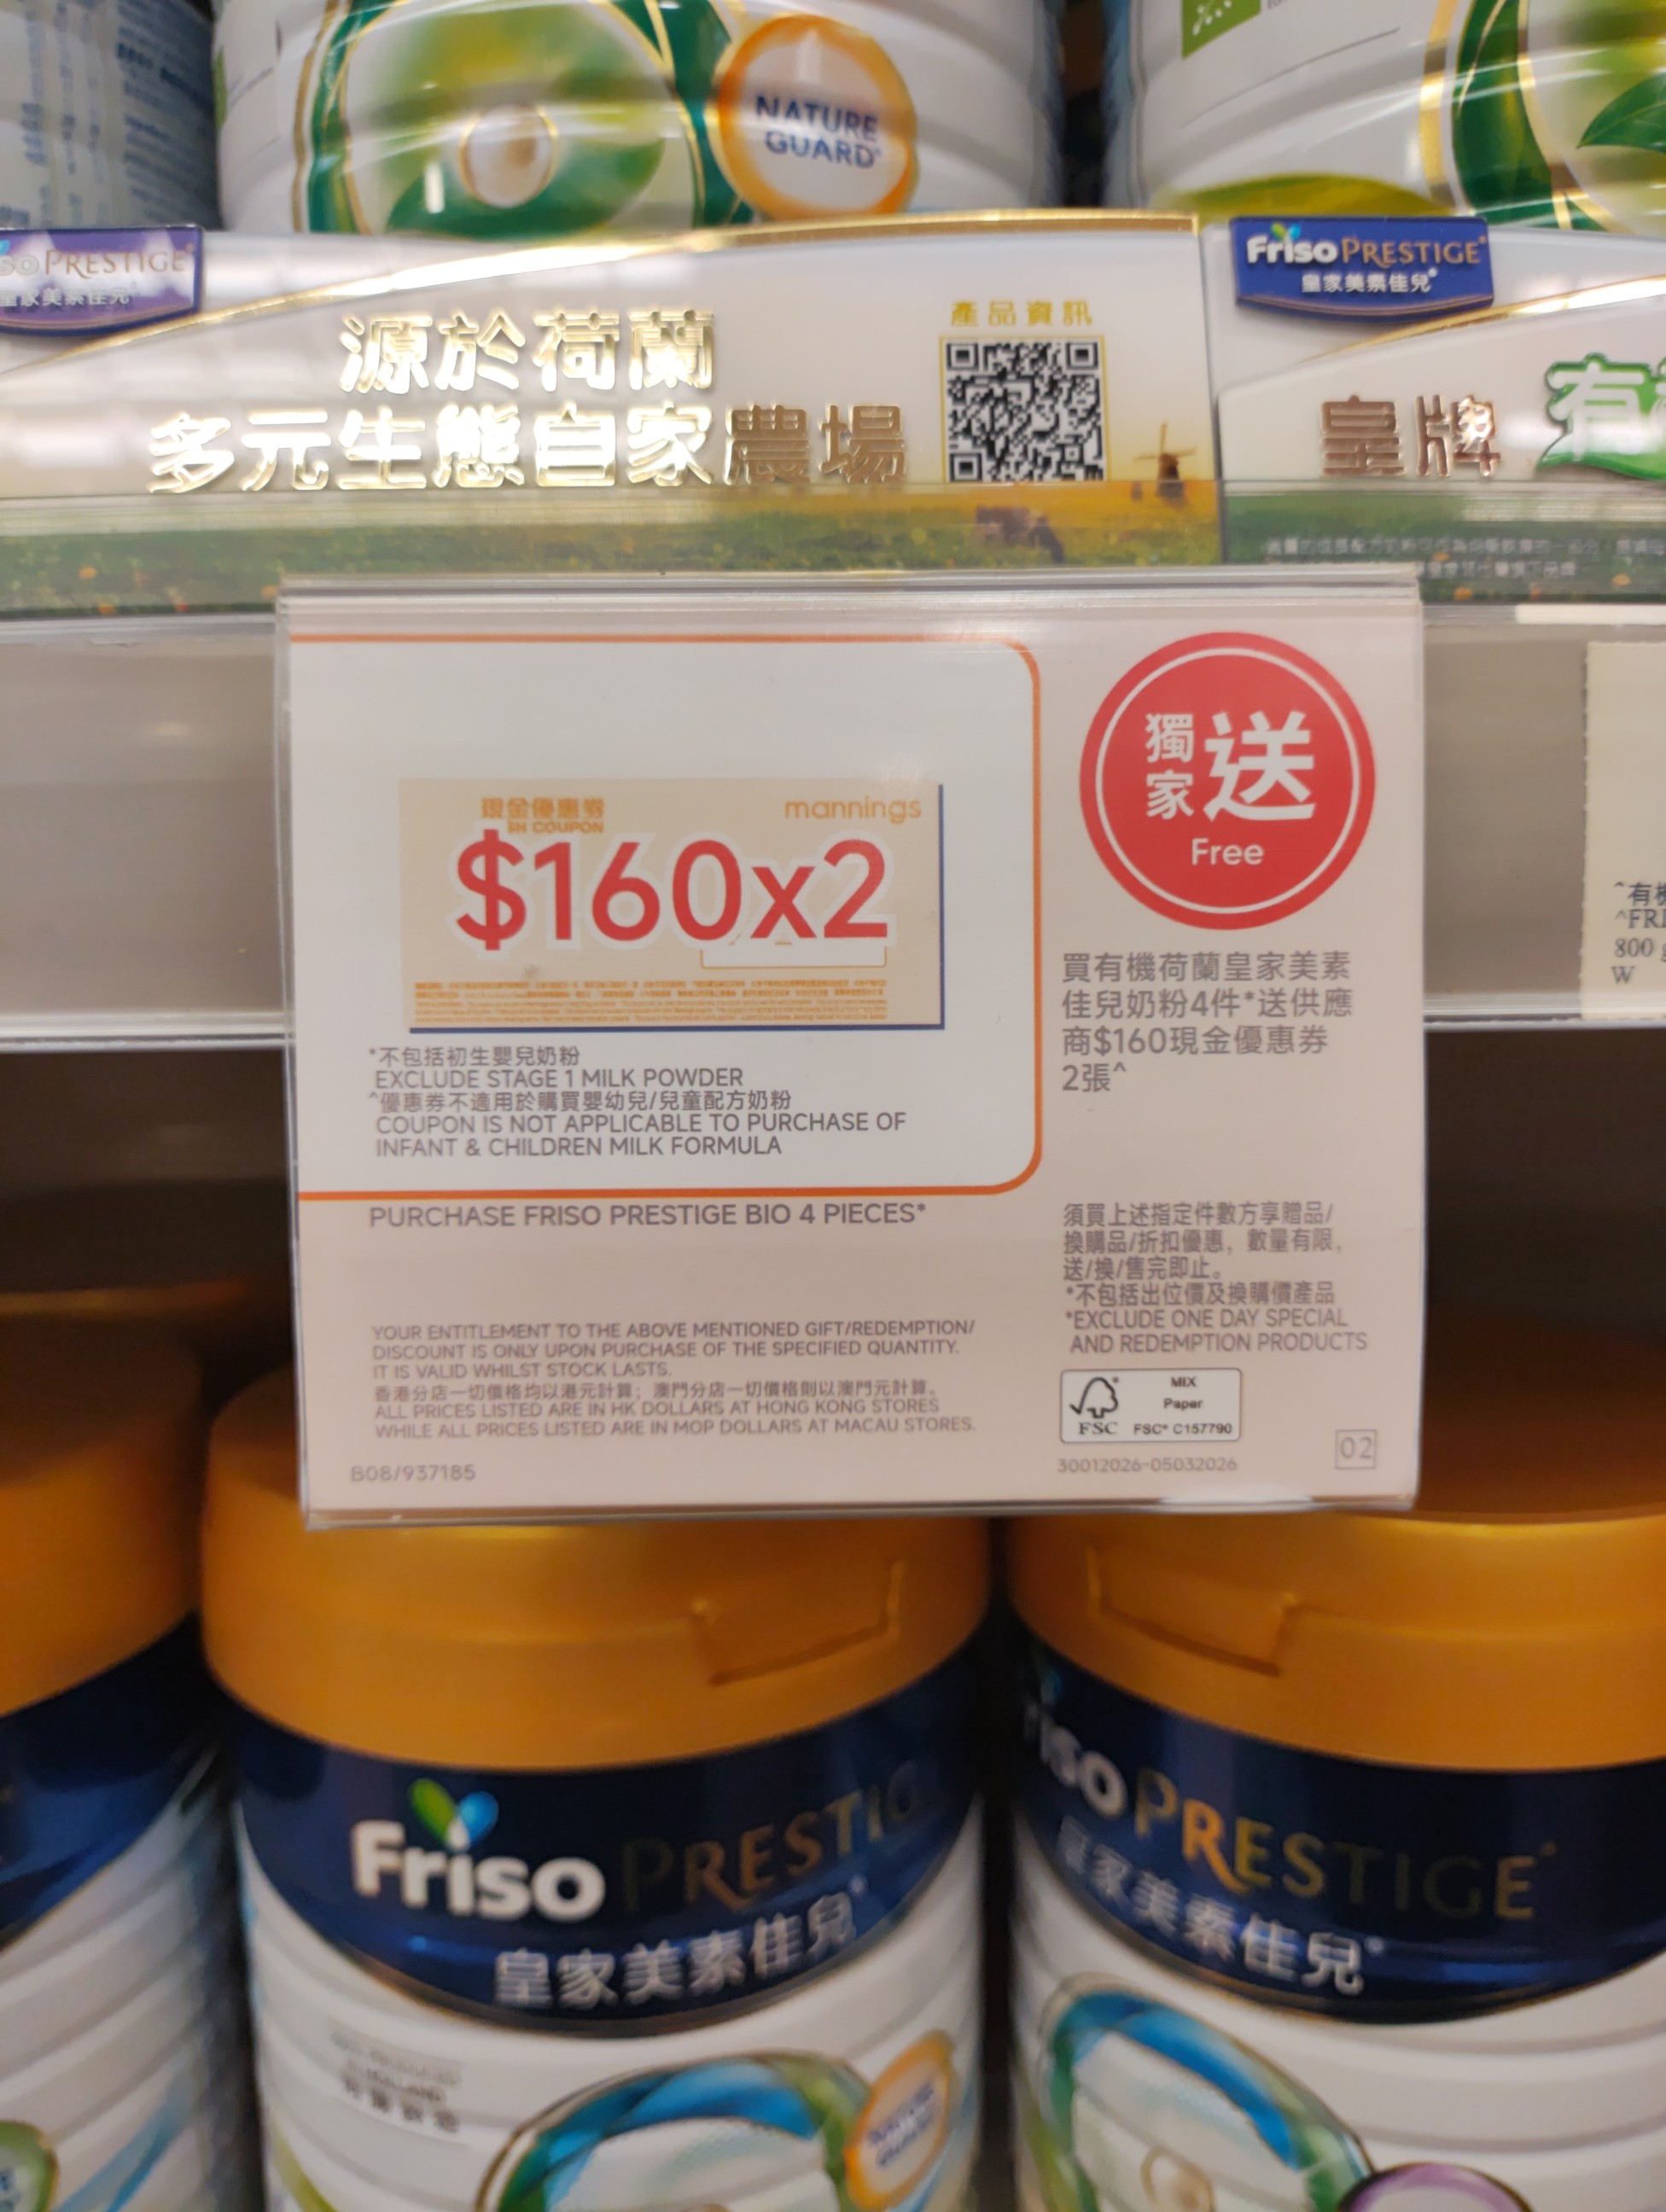 NATURE
GUARD
PRESTIGE
皇家美素佳兒
源於荷蘭
多元生態自家農場
產品資訊
Friso PRESTIGE
皇家美素佳兒
皇牌
有
現金優惠券
SH COUPON
mannings
$160x2
*不包括初生嬰兒奶粉
EXCLUDE STAGE 1 MILK POWDER
^優惠券不適用於購買嬰幼兒/兒童配方奶粉
COUPON IS NOT APPLICABLE TO PURCHASE OF
INFANT & CHILDREN MILK FORMULA
PURCHASE FRISO PRESTIGE BIO 4 PIECES*
YOUR ENTITLEMENT TO THE ABOVE MENTIONED GIFT/REDEMPTION/
DISCOUNT IS ONLY UPON PURCHASE OF THE SPECIFIED QUANTITY.
IT IS VALID WHILST STOCK LASTS.
香港分店一切價格均以港元計算；澳門分店一切價格則以澳門元計算。
ALL PRICES LISTED ARE IN HK DOLLARS AT HONG KONG STORES
WHILE ALL PRICES LISTED ARE IN MOP DOLLARS AT MACAU STORES.
B08/937185
獨家送
Free
買有機荷蘭皇家美素
佳兒奶粉4件*送供應
商$160現金優惠券
2張^
須買上述指定件數方享贈品/
換購品/折扣優惠，數量有限，
送/換/售完即止。
*不包括出位價及換購價產品
*EXCLUDE ONE DAY SPECIAL
AND REDEMPTION PRODUCTS
FSC
MIX
Paper
FSC® C157790
30012026-05032026
02
^有機
^FRI
800 g
W
Friso PRESTIG
皇家美素佳兒
iso PRESTIGE
皇家美素佳兒